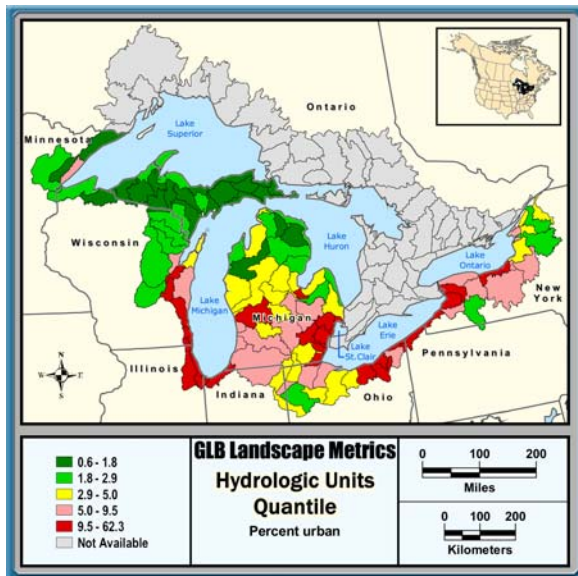 Ontario
Lake
Superior
Minnesota
Lake
Huron
Wisconsin
Lake
Ontario
New
York
Lake
Michigan
Michigan
Lake
Erie
Lake
St. Clair
Pennsylvania
Illinois
Indiana
Ohio
N
W
E
S
0.6 - 1.8
1.8 - 2.9
2.9 - 5.0
5.0 - 9.5
9.5 - 62.3
Not Available
GLB Landscape Metrics
Hydrologic Units
Quantile
Percent urban
0 50 100 200
Miles
0 50 100 200
Kilometers